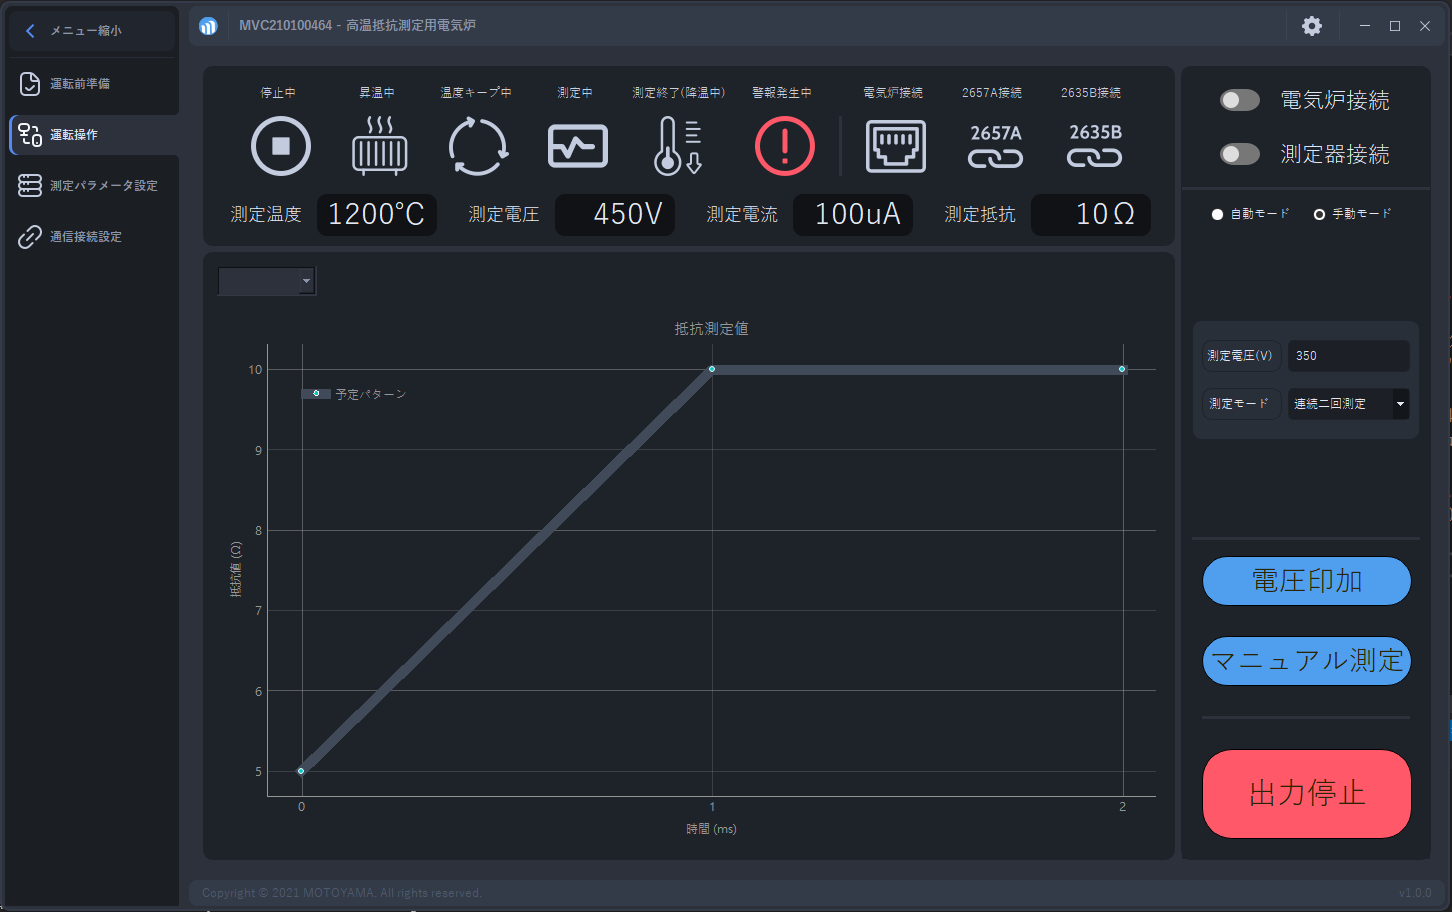 メニュー縮小
運転前準備
運転操作
測定パラメータ設定
通信接続設定
MVC210100464 - 高温抵抗測定用電気炉
停止中 昇温中 温度キープ中 測定中 測定終了(降温中) 警報発生中 電気炉接続 2657A接続 2635B接続
2657A 2635B
測定温度 1200°C 測定電圧 450V 測定電流 100uA 測定抵抗 10Ω
抵抗測定値
予定パターン
抵抗値 (Ω)
10
9
8
7
6
5
0 1 2
時間 (ms)
電気炉接続
測定器接続
自動モード 手動モード
測定電圧(V) 350
測定モード 連続二回測定
電圧印加
マニュアル測定
出力停止
Copyright © 2021 MOTOYAMA. All rights reserved.
v1.0.0